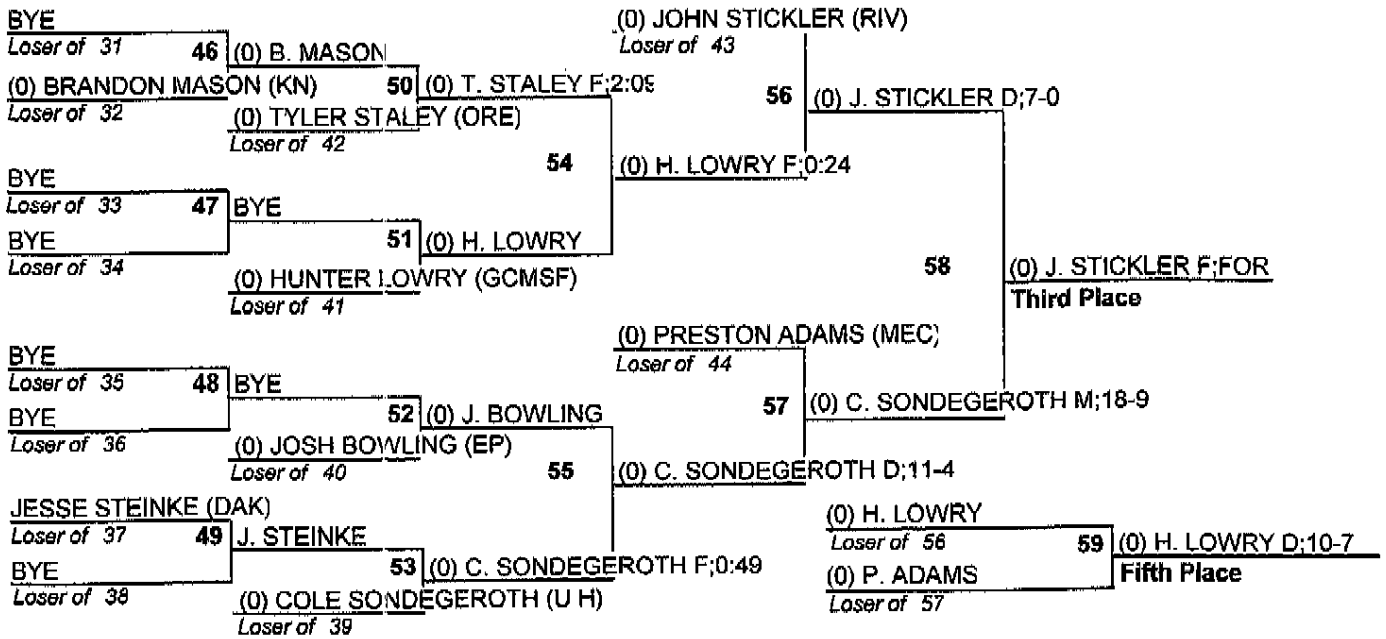 BYE
Loser of 31
46
(0) B. MASON
(0) BRANDON MASON (KN)
Loser of 32
50
(0) T. STALEY F;2:09
(0) TYLER STALEY (ORE)
Loser of 42
BYE
Loser of 33
47
BYE
BYE
Loser of 34
51
(0) H. LOWRY
(0) HUNTER LOWRY (GCMSF)
Loser of 41
54
(0) H. LOWRY F;0:24
(0) JOHN STICKLER (RIV)
Loser of 43
56
(0) J. STICKLER D;7-0
BYE
Loser of 35
48
BYE
BYE
Loser of 36
52
(0) J. BOWLING
(0) JOSH BOWLING (EP)
Loser of 40
JESSE STEINKE (DAK)
Loser of 37
49
J. STEINKE
BYE
Loser of 38
53
(0) C. SONDEGEROTH F;0:49
(0) COLE SONDEGEROTH (U H)
Loser of 39
55
(0) C. SONDEGEROTH D;11-4
(0) PRESTON ADAMS (MEC)
Loser of 44
57
(0) C. SONDEGEROTH M;18-9
58
(0) J. STICKLER F;FOR
Third Place
(0) H. LOWRY
Loser of 56
59
(0) H. LOWRY D;10-7
Fifth Place
(0) P. ADAMS
Loser of 57